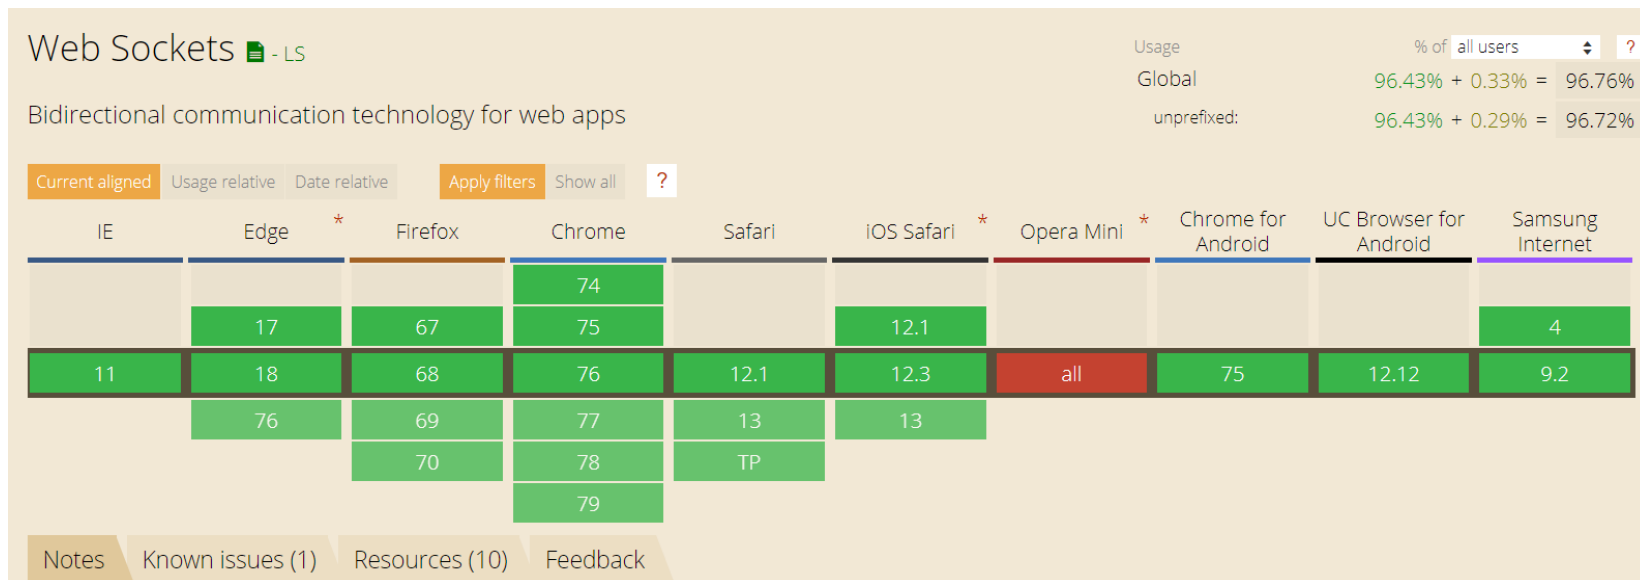 Web Sockets - LS
Usage % of all users ?
Global 96.43% + 0.33% = 96.76%
Bidirectional communication technology for web apps
unprefixed: 96.43% + 0.29% = 96.72%
Current aligned Usage relative Date relative Apply filters Show all ?
IE Edge * Firefox Chrome Safari iOS Safari * Opera Mini * Chrome for Android UC Browser for Android Samsung Internet
74
17 67 75 12.1 4
11 18 68 76 12.1 12.3 all 75 12.12 9.2
76 69 77 13 13
70 78 TP
79
Notes Known issues (1) Resources (10) Feedback